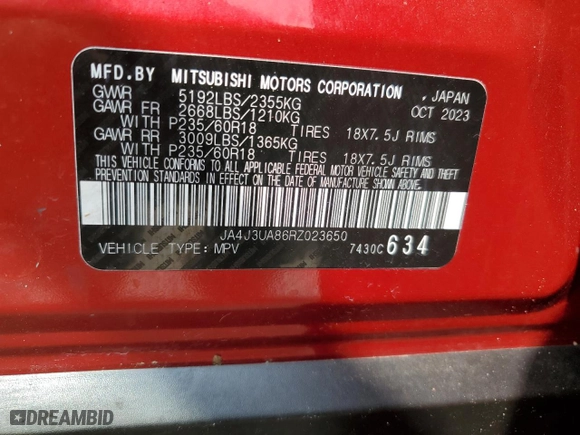 MFD.BY MITSUBISHI MOTORS CORPORATION , JAPAN
GVWR 5192LBS/2355KG OCT 2023
GAWR FR 2668LBS/1210KG
WITH P235/60R18 TIRES 18X7.5J RIMS
GAWR RR 3009LBS/1365KG
WITH P235/60R18 TIRES 18X7.5J RIMS
THIS VEHICLE CONFORMS TO ALL APPLICABLE FEDERAL MOTOR VEHICLE SAFETY AND THEFT
PREVENTION STANDARDS IN EFFECT ON THE DATE OF MANUFACTURE SHOWN ABOVE.
JA4J3UA86RZ023650
VEHICLE TYPE: MPV 7430C 634
DREAMBID